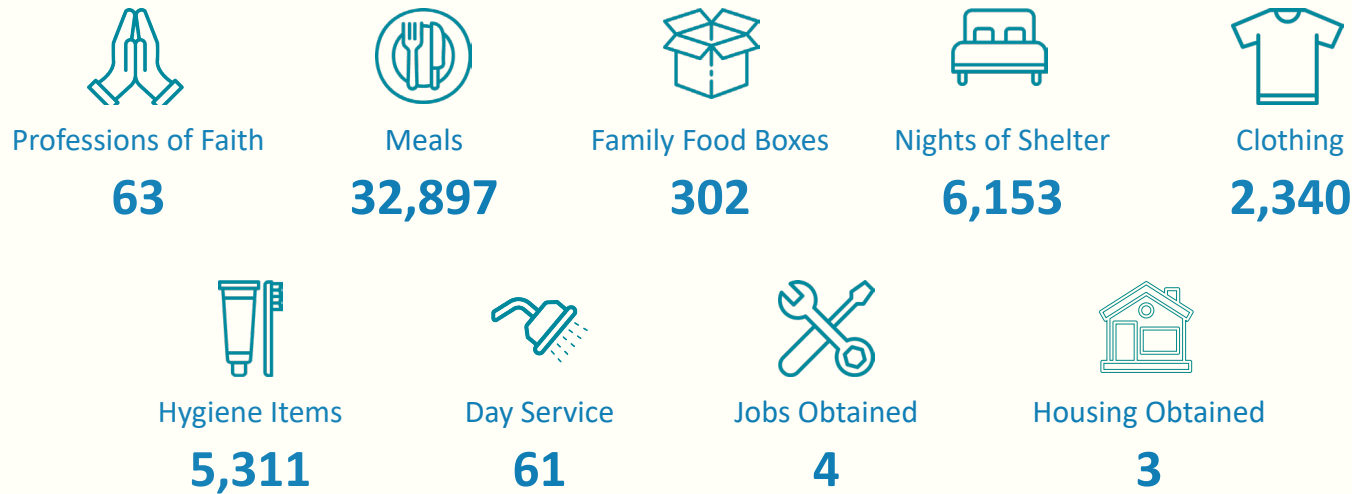 Professions of Faith
63
Meals
32,897
Family Food Boxes
302
Nights of Shelter
6,153
Clothing
2,340
Hygiene Items
5,311
Day Service
61
Jobs Obtained
4
Housing Obtained
3